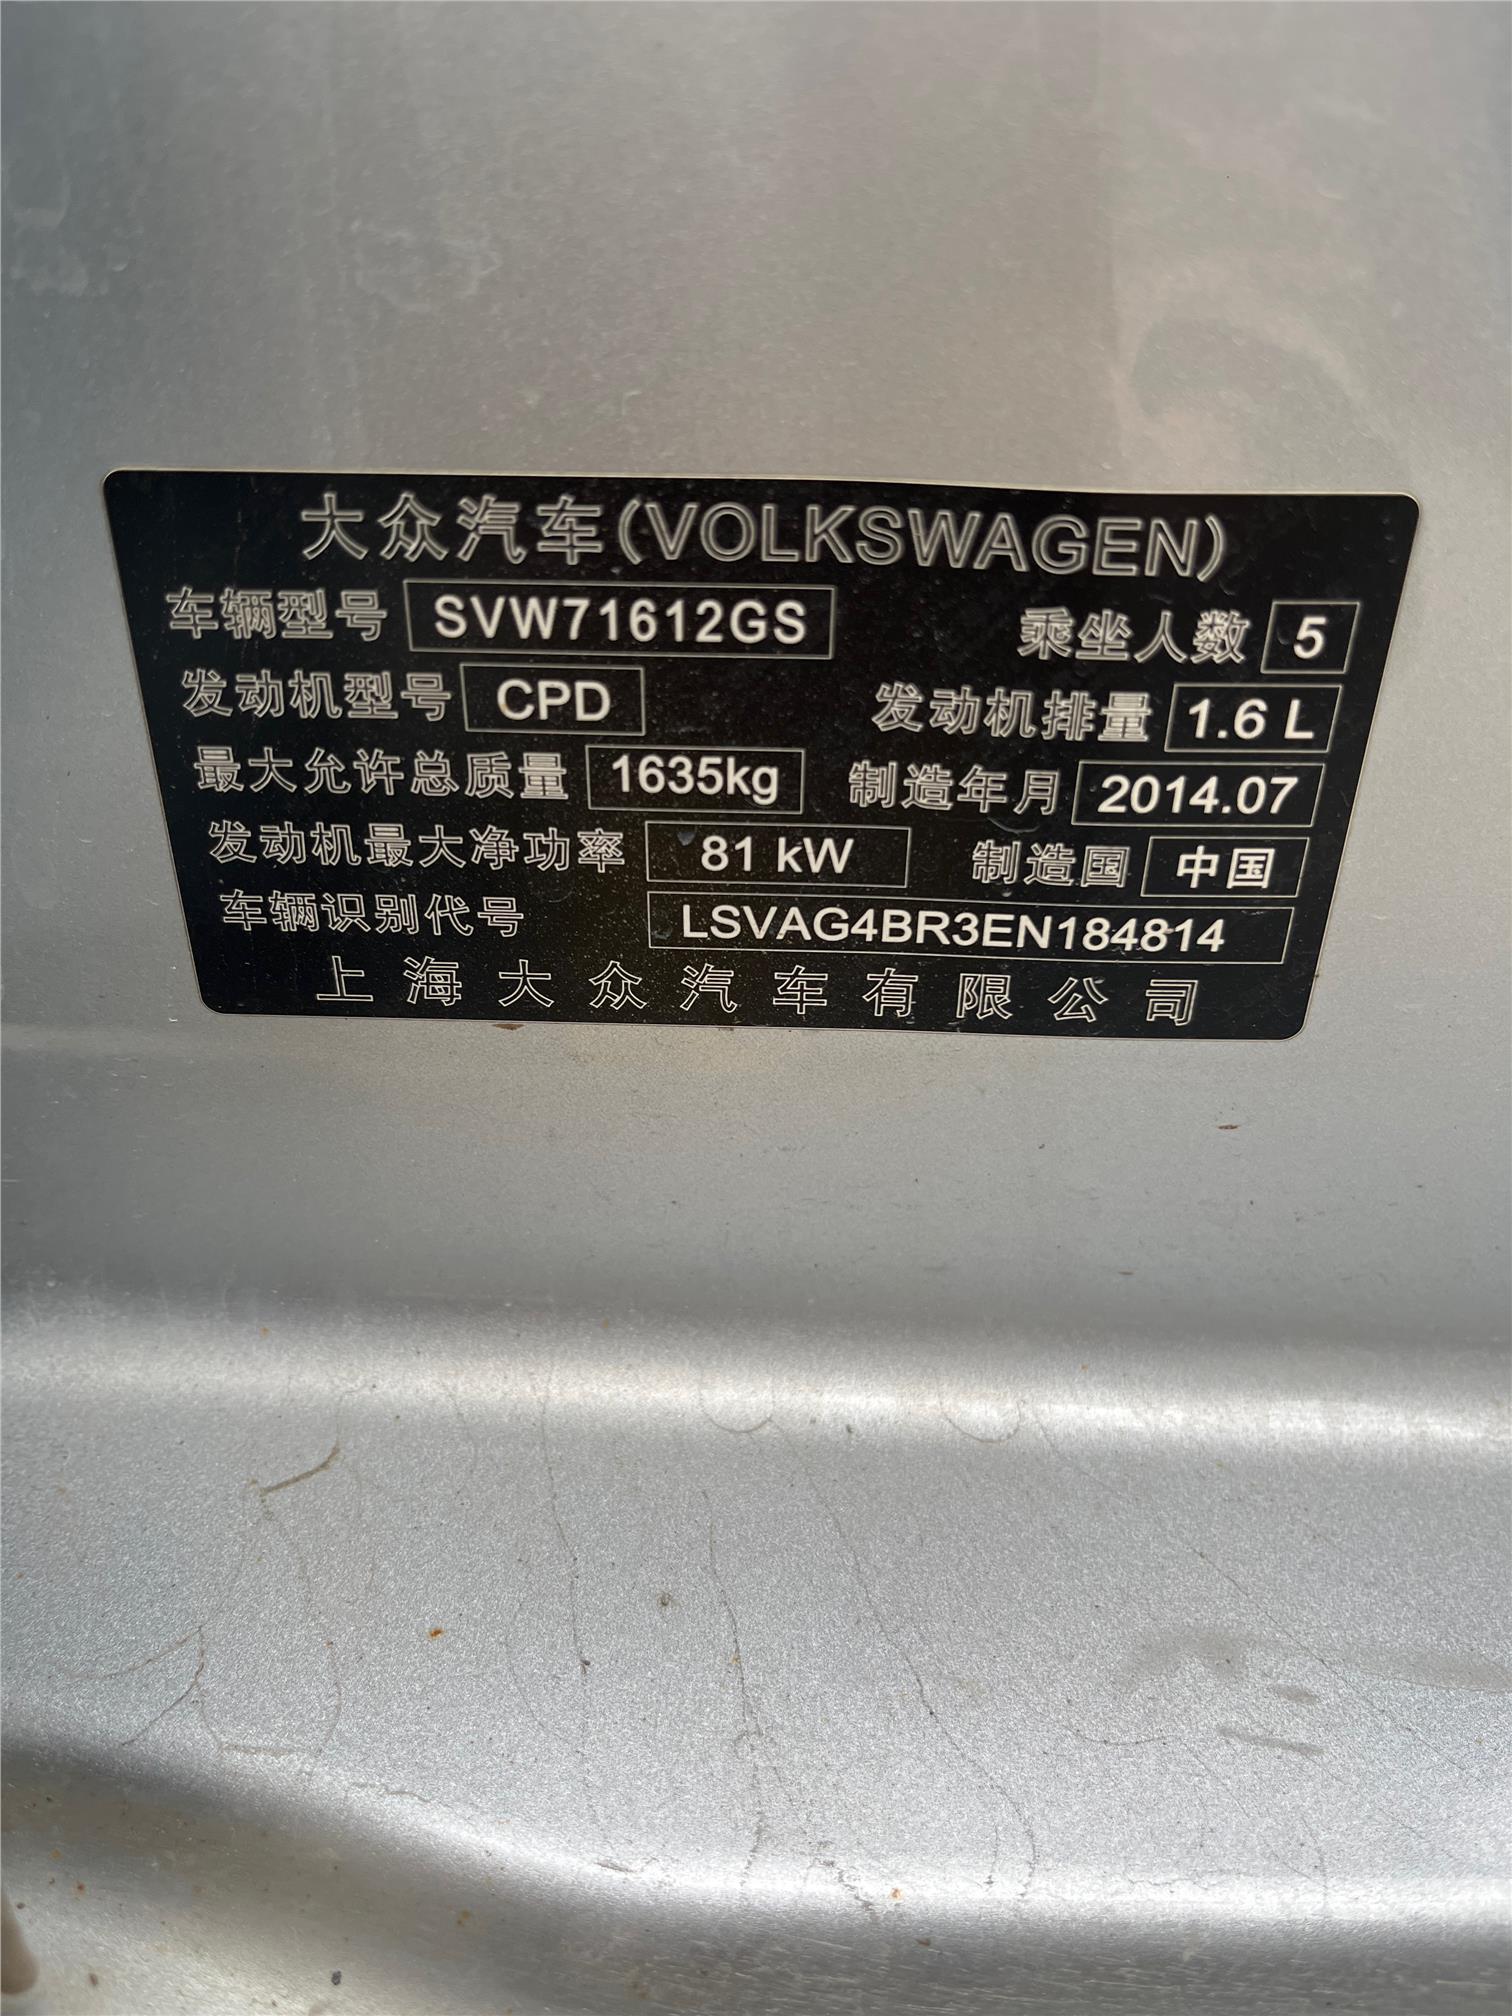 大众汽车(VOLKSWAGEN)
车辆型号 SVW71612GS 乘坐人数 5
发动机型号 CPD 发动机排量 1.6 L
最大允许总质量 1635kg 制造年月 2014.07
发动机最大净功率 81 kW 制造国 中国
车辆识别代号 LSVAG4BR3EN184814
上海大众汽车有限公司